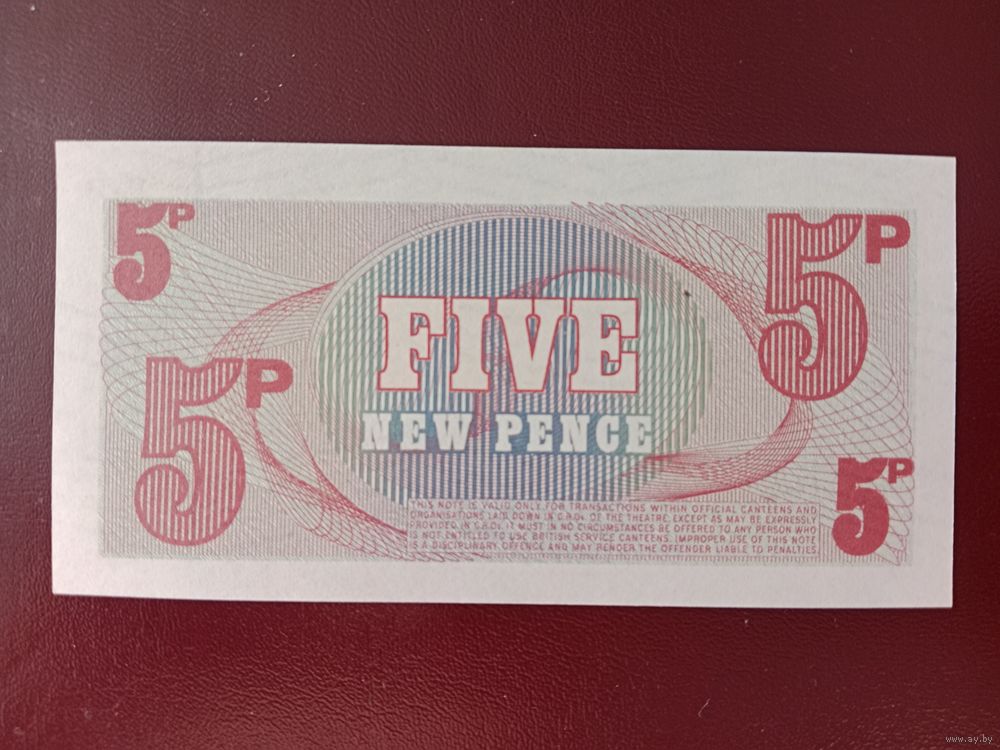 5P
5P
FIVE
NEW PENCE
5P
5P
THIS NOTE IS VALID ONLY FOR TRANSACTIONS WITHIN OFFICIAL CANTEENS AND
ORGANISATIONS LAID DOWN IN G.R.O's. OF THE THEATRE. EXCEPT AS MAY BE EXPRESSLY
PROVIDED IN G.R.O's. IT MUST IN NO CIRCUMSTANCES BE OFFERED TO ANY PERSON WHO
IS NOT ENTITLED TO USE BRITISH SERVICE CANTEENS. IMPROPER USE OF THIS NOTE
IS A DISCIPLINARY OFFENCE AND MAY RENDER THE OFFENDER LIABLE TO PENALTIES.
www.ay.by